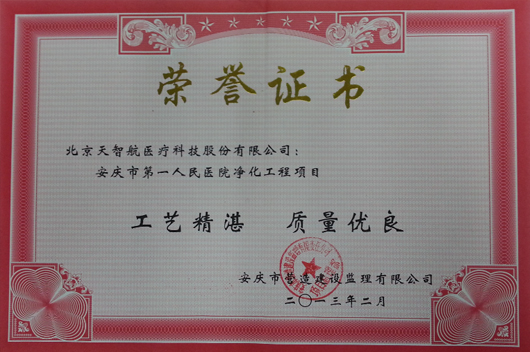 荣誉证书
北京天智航医疗科技股份有限公司：
安庆市第一人民医院净化工程项目
工艺精湛 质量优良
安庆市营造建设监理有限公司
二〇一三年二月